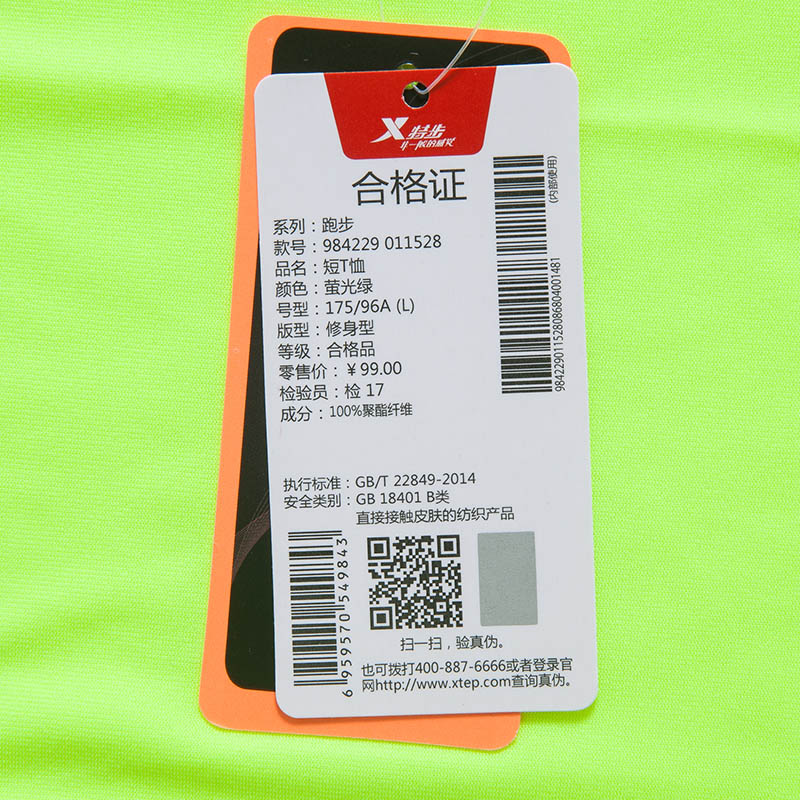 X 特步
非一般的感觉
合格证
系列：跑步
款号：984229 011528
品名：短T恤
颜色：萤光绿
号型：175/96A (L)
版型：修身型
等级：合格品
零售价：￥99.00
检验员：检 17
成分：100%聚酯纤维
(内部使用)
98422901152808680400148​1
执行标准：GB/T 22849-2014
安全类别：GB 18401 B类
直接接触皮肤的纺织产品
6 959570 549843
扫一扫，验真伪。
也可拨打400-887-6666或者登录官
网http://www.xtep.com查询真伪。